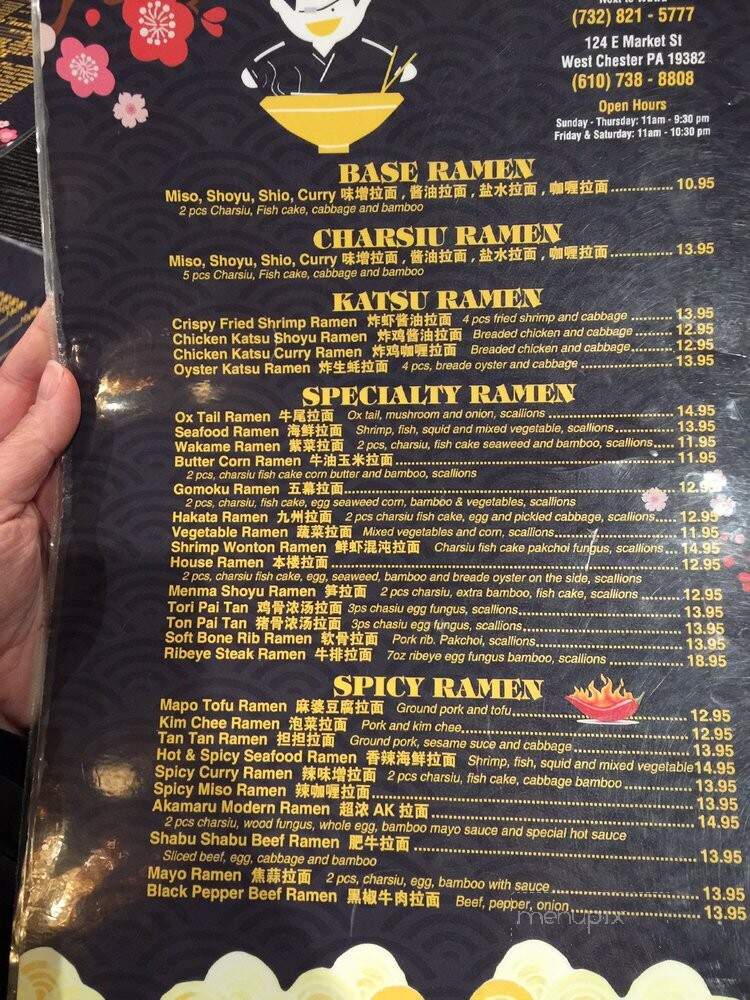 (732) 821 - 5777
124 E Market St
West Chester PA 19382
(610) 738 - 8808
Open Hours
Sunday - Thursday: 11am - 9:30 pm
Friday & Saturday: 11am - 10:30 pm
BASE RAMEN
Miso, Shoyu, Shio, Curry 味增拉面 , 酱油拉面 , 盐水拉面 , 咖喱拉面 10.95
2 pcs Charsiu, Fish cake, cabbage and bamboo
CHARSIU RAMEN
Miso, Shoyu, Shio, Curry 味增拉面 , 酱油拉面 , 盐水拉面 , 咖喱拉面 13.95
5 pcs Charsiu, Fish cake, cabbage and bamboo
KATSU RAMEN
Crispy Fried Shrimp Ramen 炸虾酱油拉面 4 pcs fried shrimp and cabbage 13.95
Chicken Katsu Shoyu Ramen 炸鸡酱油拉面 Breaded chicken and cabbage 12.95
Chicken Katsu Curry Ramen 炸鸡咖喱拉面 Breaded chicken and cabbage 12.95
Oyster Katsu Ramen 炸生蚝拉面 4 pcs, breade oyster and cabbage 13.95
SPECIALTY RAMEN
Ox Tail Ramen 牛尾拉面 Ox tail, mushroom and onion, scallions 14.95
Seafood Ramen 海鲜拉面 Shrimp, fish, squid and mixed vegetable, scallions 13.95
Wakame Ramen 紫菜拉面 2 pcs, charsiu, fish cake seaweed and bamboo, scallions 11.95
Butter Corn Ramen 牛油玉米拉面 11.95
2 pcs, charsiu fish cake corn butter and bamboo, scallions
Gomoku Ramen 五幕拉面 12.95
2 pcs, charsiu, fish cake, egg seaweed corn, bamboo & vegetables, scallions
Hakata Ramen 九州拉面 2 pcs charsiu fish cake, egg and pickled cabbage, scallions 12.95
Vegetable Ramen 蔬菜拉面 Mixed vegetables and corn, scallions 11.95
Shrimp Wonton Ramen 鲜虾混沌拉面 Charsiu fish cake pakchoi fungus, scallions 14.95
House Ramen 本楼拉面 12.95
2 pcs, charsiu fish cake, egg, seaweed, bamboo and breade oyster on the side, scallions
Menma Shoyu Ramen 笋拉面 2 pcs charsiu, extra bamboo, fish cake, scallions 12.95
Tori Pai Tan 鸡骨浓汤拉面 3pcs chasiu egg fungus, scallions 13.95
Ton Pai Tan 猪骨浓汤拉面 3pcs chasiu egg fungus, scallions 13.95
Soft Bone Rib Ramen 软骨拉面 Pork rib. Pakchoi, scallions 13.95
Ribeye Steak Ramen 牛排拉面 7oz ribeye egg fungus bamboo, scallions 18.95
SPICY RAMEN
Mapo Tofu Ramen 麻婆豆腐拉面 Ground pork and tofu 12.95
Kim Chee Ramen 泡菜拉面 Pork and kim chee 12.95
Tan Tan Ramen 担担拉面 Ground pork, sesame suce and cabbage 13.95
Hot & Spicy Seafood Ramen 香辣海鲜拉面 Shrimp, fish, squid and mixed vegetable 14.95
Spicy Curry Ramen 辣味增拉面 2 pcs charsiu, fish cake, cabbage bamboo 13.95
Spicy Miso Ramen 辣咖喱拉面 13.95
Akamaru Modern Ramen 超浓 AK 拉面 14.95
2 pcs charsiu, wood fungus, whole egg, bamboo mayo sauce and special hot sauce
Shabu Shabu Beef Ramen 肥牛拉面 13.95
Sliced beef, egg, cabbage and bamboo
Mayo Ramen 焦蒜拉面 2 pcs, charsiu, egg, bamboo with sauce 13.95
Black Pepper Beef Ramen 黑椒牛肉拉面 Beef, pepper, onion 13.95
menupix